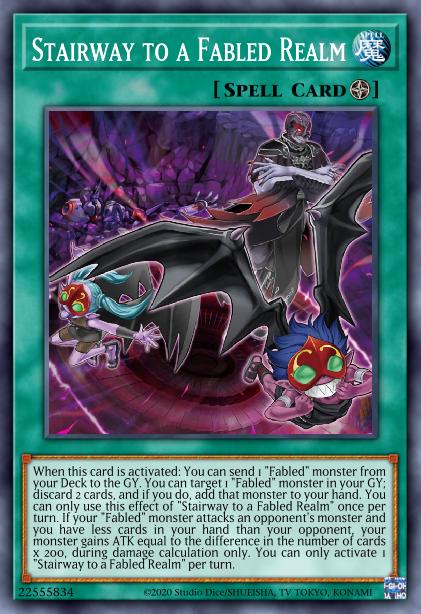 STAIRWAY TO A FABLED REALM
SPELL
魔
[SPELL CARD]
When this card is activated: You can send 1 "Fabled" monster from
your Deck to the GY. You can target 1 "Fabled" monster in your GY;
discard 2 cards, and if you do, add that monster to your hand. You
can only use this effect of "Stairway to a Fabled Realm" once per
turn. If your "Fabled" monster attacks an opponent's monster and
you have less cards in your hand than your opponent, your
monster gains ATK equal to the difference in the number of cards
x 200, during damage calculation only. You can only activate 1
"Stairway to a Fabled Realm" per turn.
22555834
©2020 Studio Dice/SHUEISHA, TV TOKYO, KONAMI